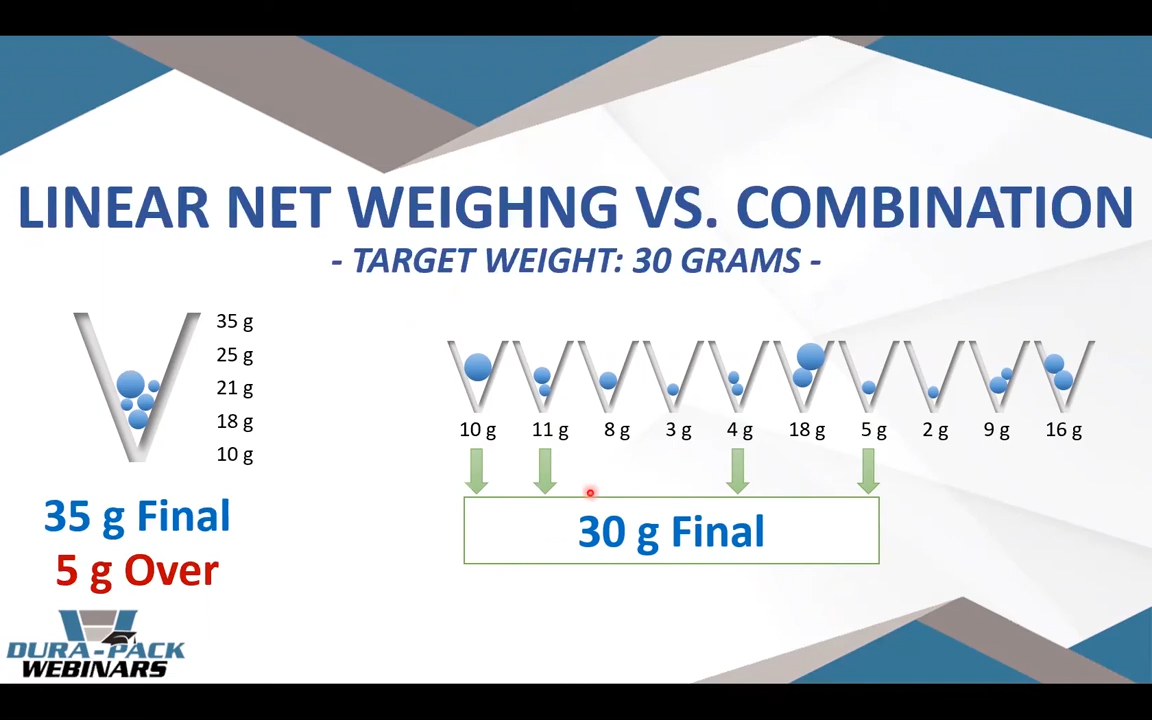 LINEAR NET WEIGHNG VS. COMBINATION
- TARGET WEIGHT: 30 GRAMS -
35 g
25 g
21 g
18 g
10 g
35 g Final
5 g Over
10 g 11 g 8 g 3 g 4 g 18 g 5 g 2 g 9 g 16 g
30 g Final
DURA-PACK
WEBINARS